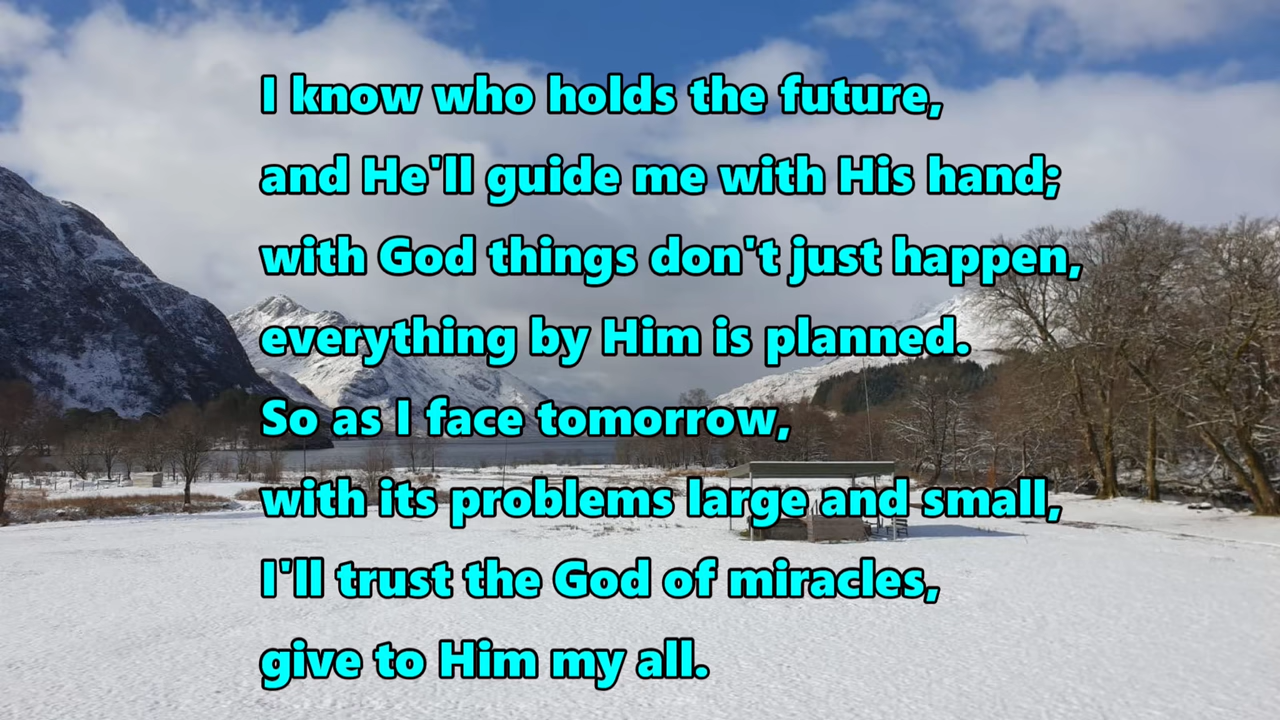 I know who holds the future,
and He'll guide me with His hand;
with God things don't just happen,
everything by Him is planned.
So as I face tomorrow,
with its problems large and small,
I'll trust the God of miracles,
give to Him my all.